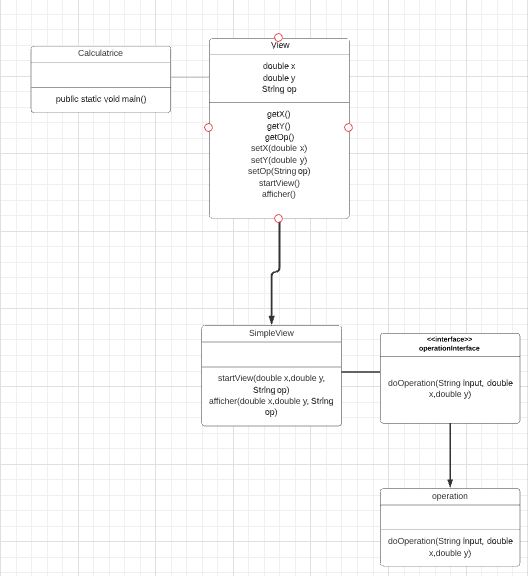 Calculatrice
public static void main()
View
double x
double y
String op
getX()
getY()
getOp()
setX(double x)
setY(double y)
setOp(String op)
startView()
afficher()
SimpleView
startView(double x,double y,
String op)
afficher(double x,double y, String
op)
<<interface>>
operationInterface
doOperation(String input, double
x,double y)
operation
doOperation(String input, double
x,double y)